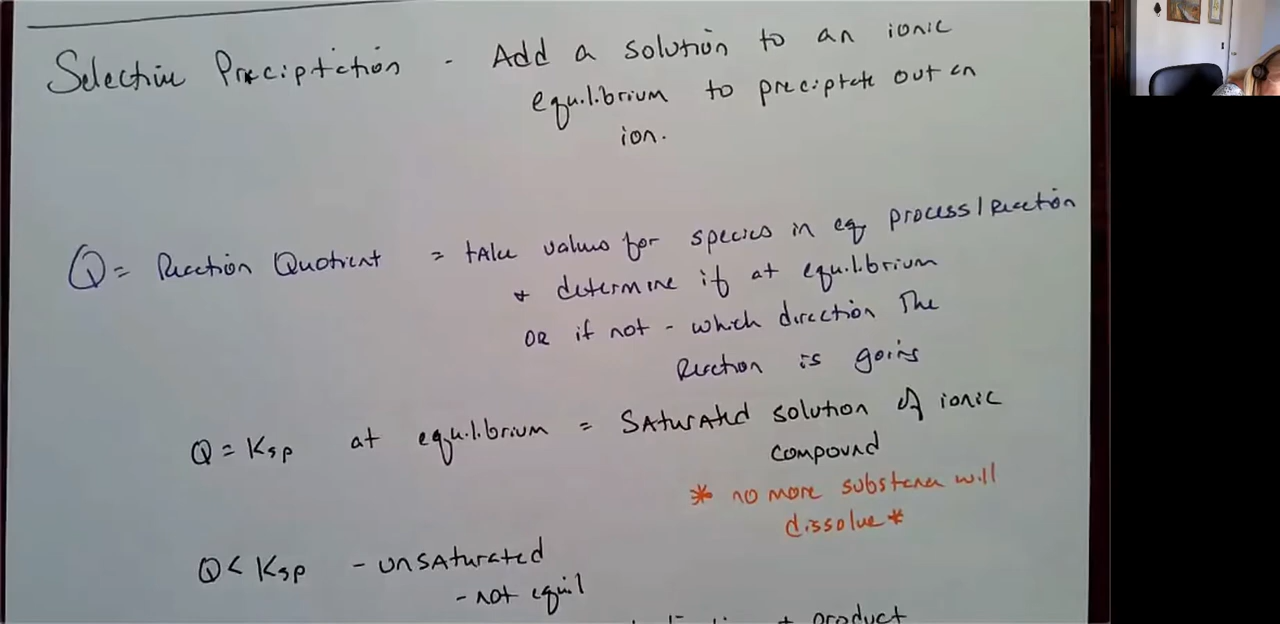 Selective Precipitation - Add a solution to an ionic
equilibrium to precipitate out an
ion.
Q = Reaction Quotient = take values for species in eq process/Reaction
+ determine if at equilibrium
OR if not - which direction The
Reaction is going
Q = Ksp at equilibrium = SATURATED solution of ionic
compound
* no more substance will
dissolve *
Q < Ksp - unsaturated
- not equil
+ product